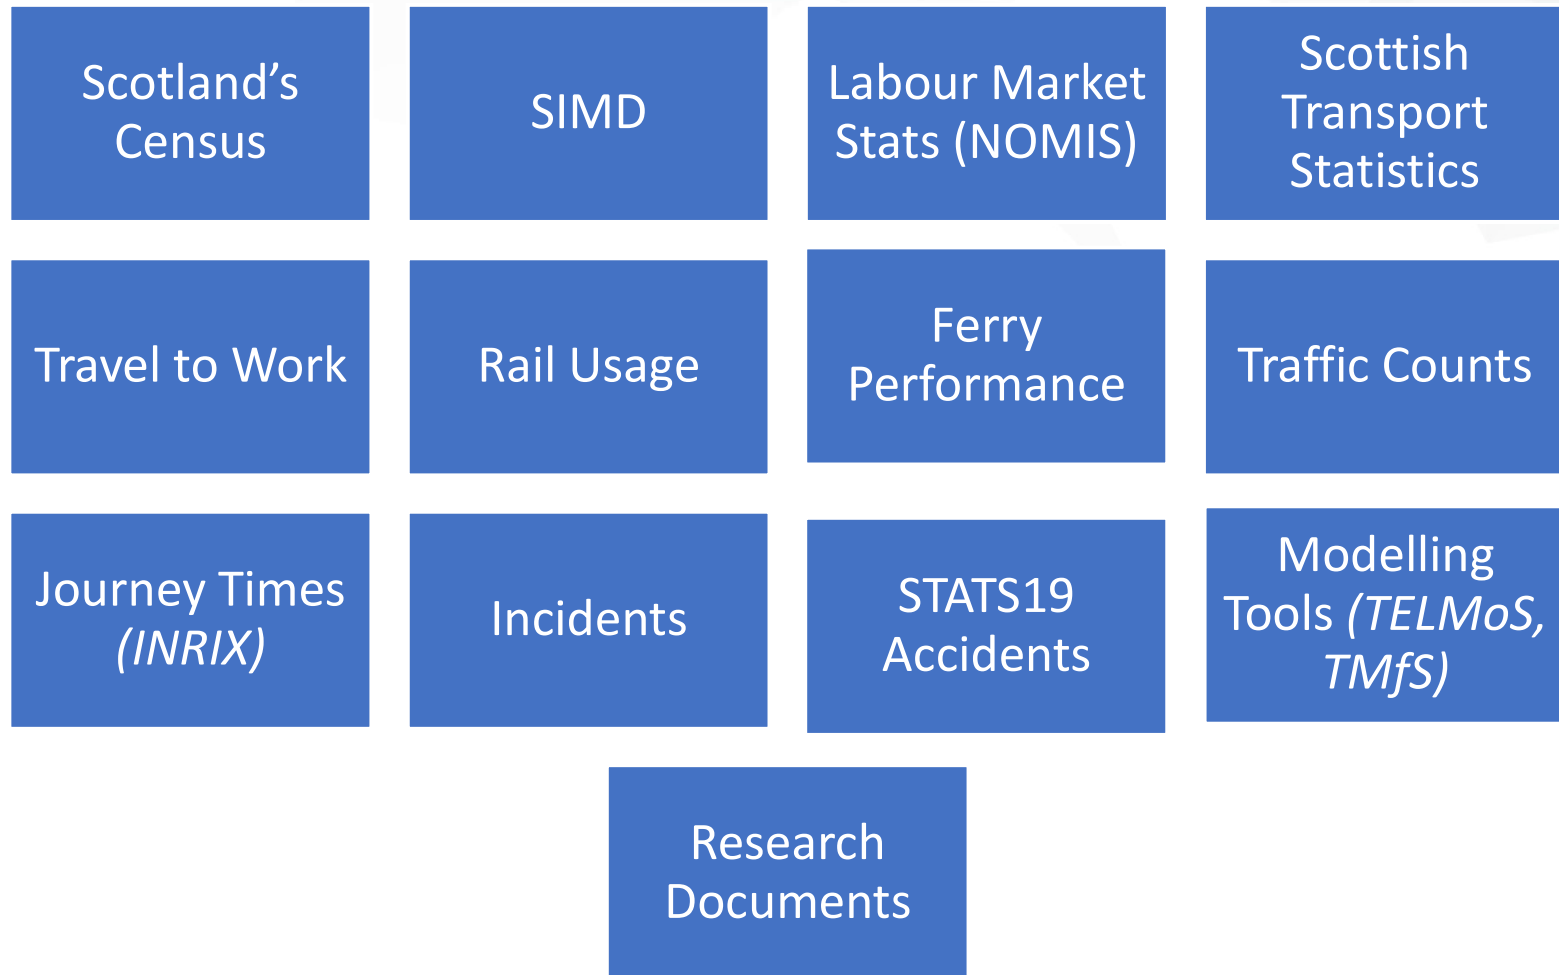 Scotland’s
Census
SIMD
Labour Market
Stats (NOMIS)
Scottish
Transport
Statistics
Travel to Work
Rail Usage
Ferry
Performance
Traffic Counts
Journey Times
(INRIX)
Incidents
STATS19
Accidents
Modelling
Tools (TELMoS,
TMfS)
Research
Documents